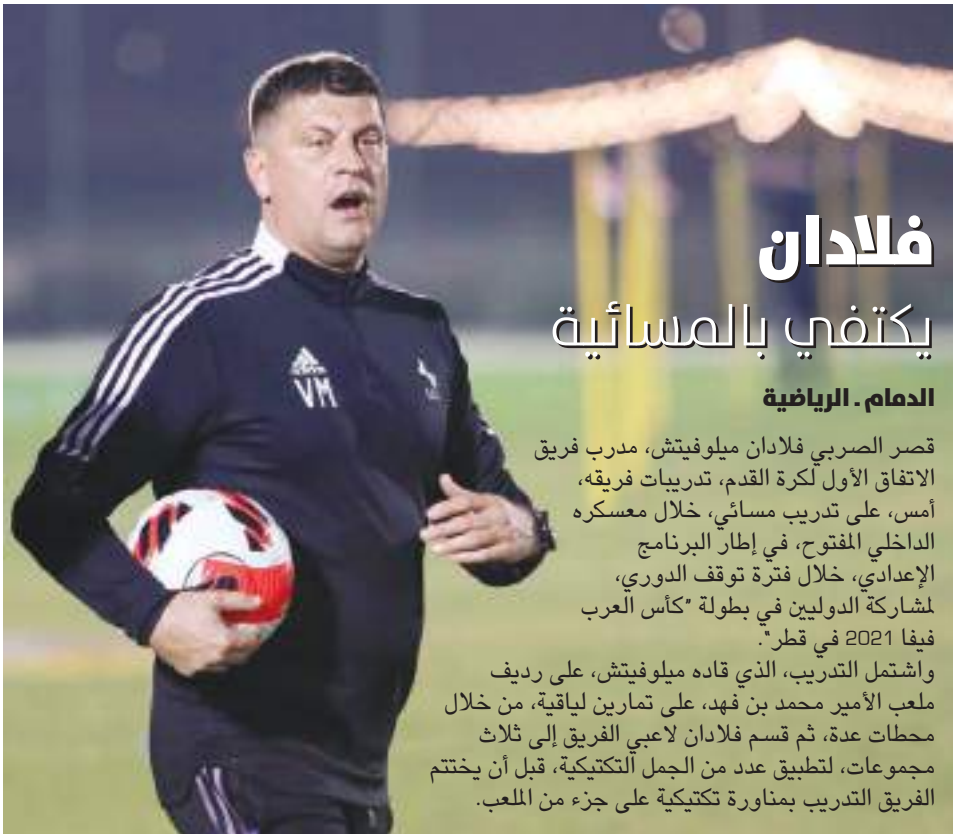 فلادان
يكتفي بالمسائية
الدمام ـ الرياضية
قصر الصربي فلادان ميلوفيتش، مدرب فريق
الاتفاق الأول لكرة القدم، تدريبات فريقه،
أمس، على تدريب مسائي، خلال معسكره
الداخلي المفتوح، في إطار البرنامج
الإعدادي، خلال فترة توقف الدوري،
لمشاركة الدوليين في بطولة "كأس العرب
فيفا 2021 في قطر".
واشتمل التدريب، الذي قاده ميلوفيتش، على رديف
ملعب الأمير محمد بن فهد، على تمارين لياقية، من خلال
محطات عدة، ثم قسم فلادان لاعبي الفريق إلى ثلاث
مجموعات، لتطبيق عدد من الجمل التكتيكية، قبل أن يختتم
الفريق التدريب بمناورة تكتيكية على جزء من الملعب.
VM